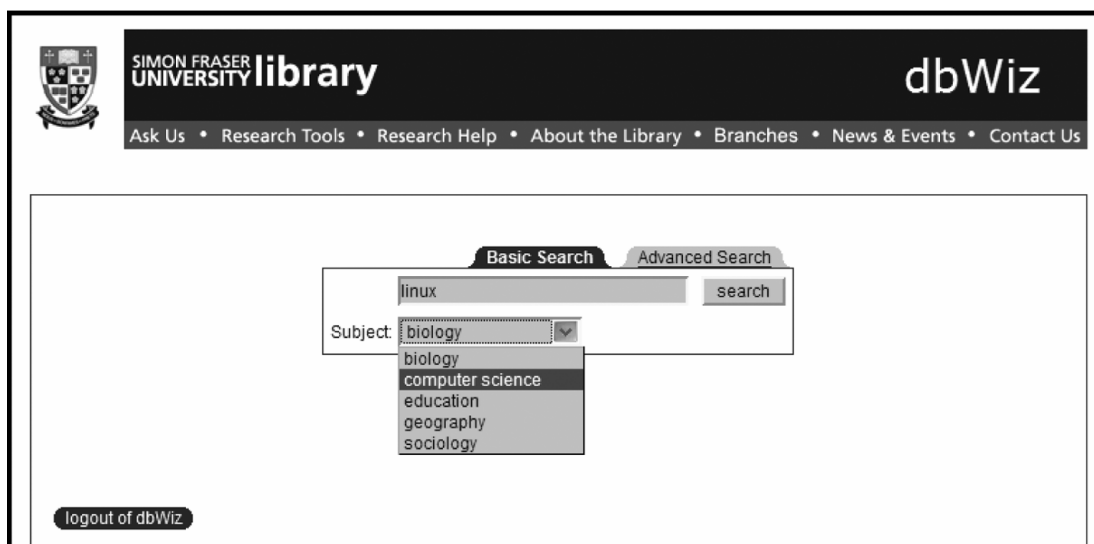 SIMON FRASER
UNIVERSITY library
dbWiz
Ask Us • Research Tools • Research Help • About the Library • Branches • News & Events • Contact Us
Basic Search Advanced Search
linux search
Subject: biology
biology
computer science
education
geography
sociology
logout of dbWiz